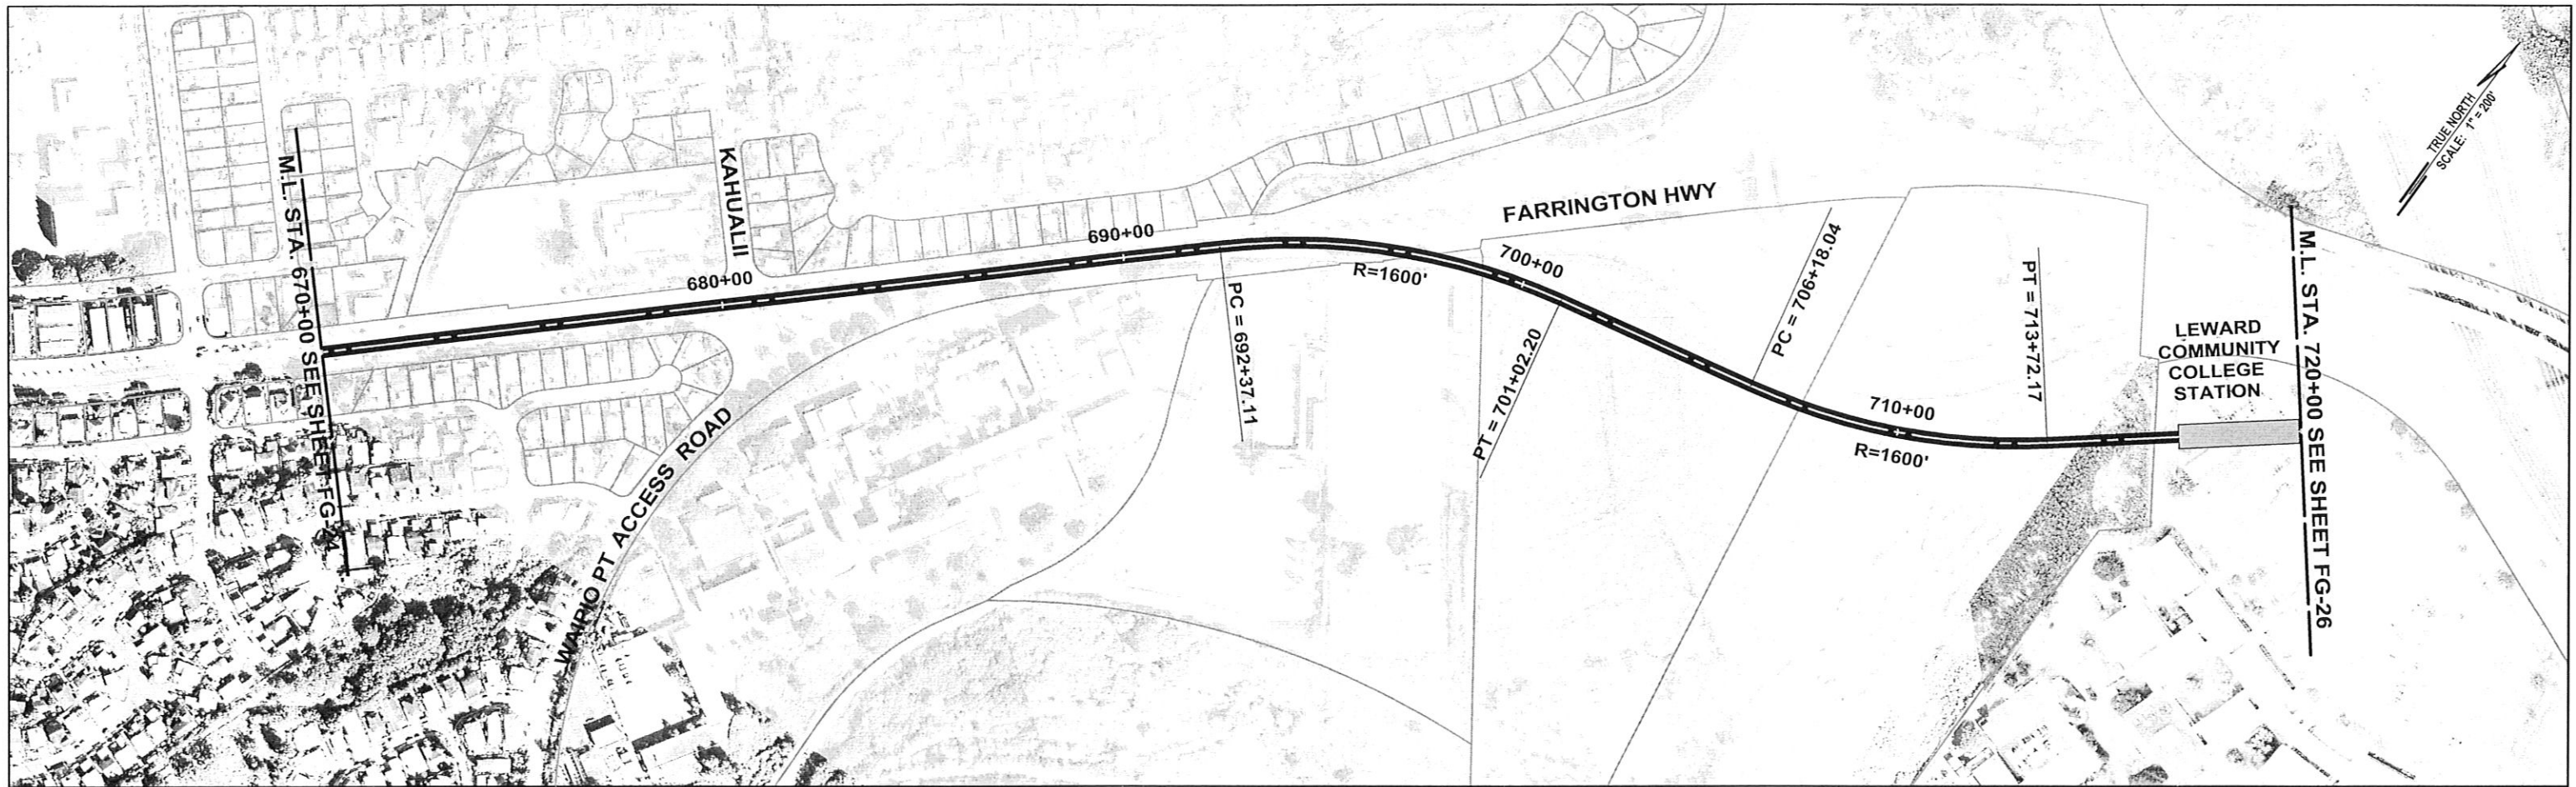 M.L. STA. 670+00 SEE SHEET FG-24
KAHUALII
680+00
690+00
WAIPIO PT ACCESS ROAD
PC = 692+37.11
R=1600'
FARRINGTON HWY
700+00
PT = 701+02.20
PC = 706+18.04
710+00
R=1600'
PT = 713+72.17
LEWARD
COMMUNITY
COLLEGE
STATION
M.L. STA. 720+00 SEE SHEET FG-26
TRUE NORTH
SCALE: 1" = 200'